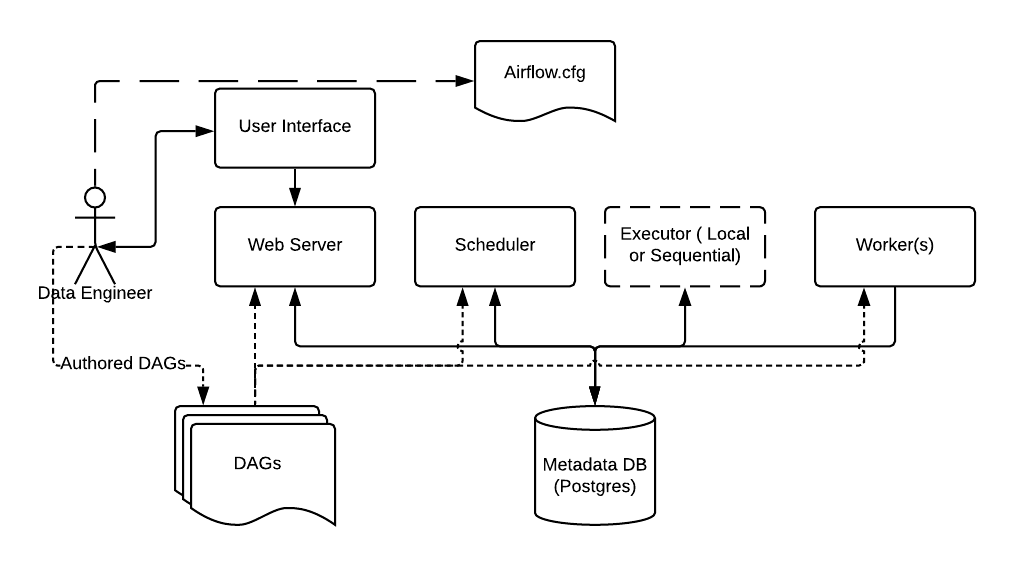 Airflow.cfg
User Interface
Web Server
Scheduler
Executor ( Local
or Sequential)
Worker(s)
Data Engineer
Authored DAGs
DAGs
Metadata DB
(Postgres)